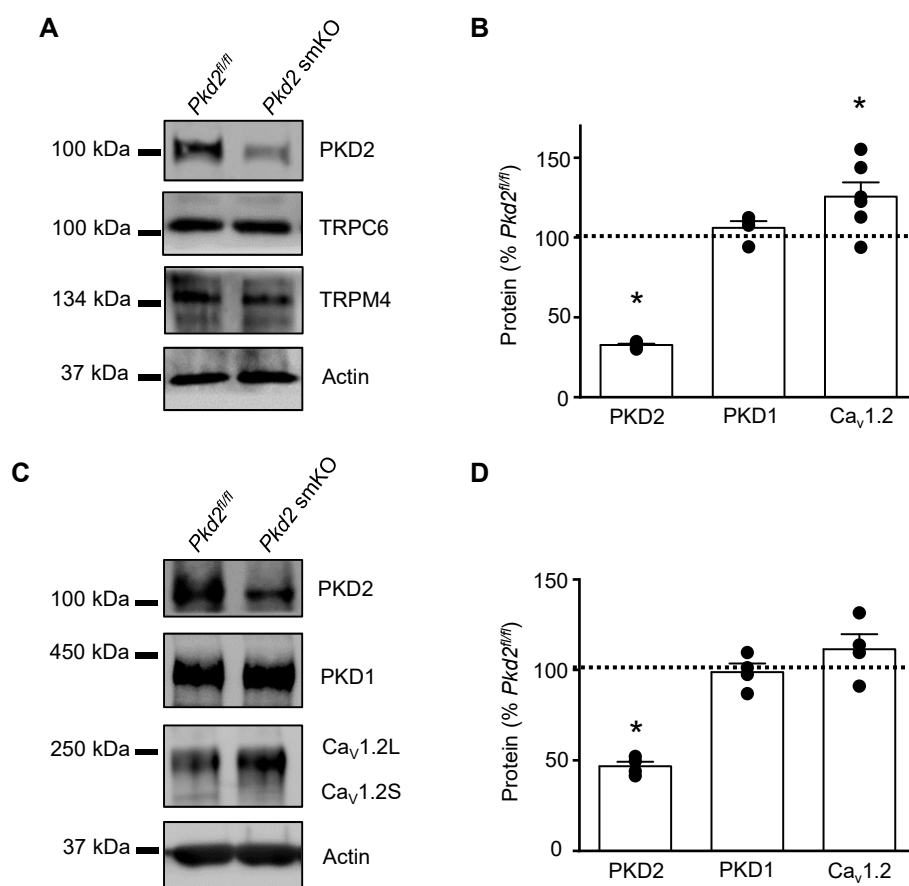 A
Pkd2fl/fl
Pkd2 smKO
100 kDa
PKD2
100 kDa
TRPC6
134 kDa
TRPM4
37 kDa
Actin
B
Protein (% Pkd2fl/fl)
150
100
50
0
*
*
PKD2
PKD1
Cav1.2
C
Pkd2fl/fl
Pkd2 smKO
100 kDa
PKD2
450 kDa
PKD1
250 kDa
CaV1.2L
CaV1.2S
37 kDa
Actin
D
Protein (% Pkd2fl/fl)
150
100
50
0
*
PKD2
PKD1
Cav1.2